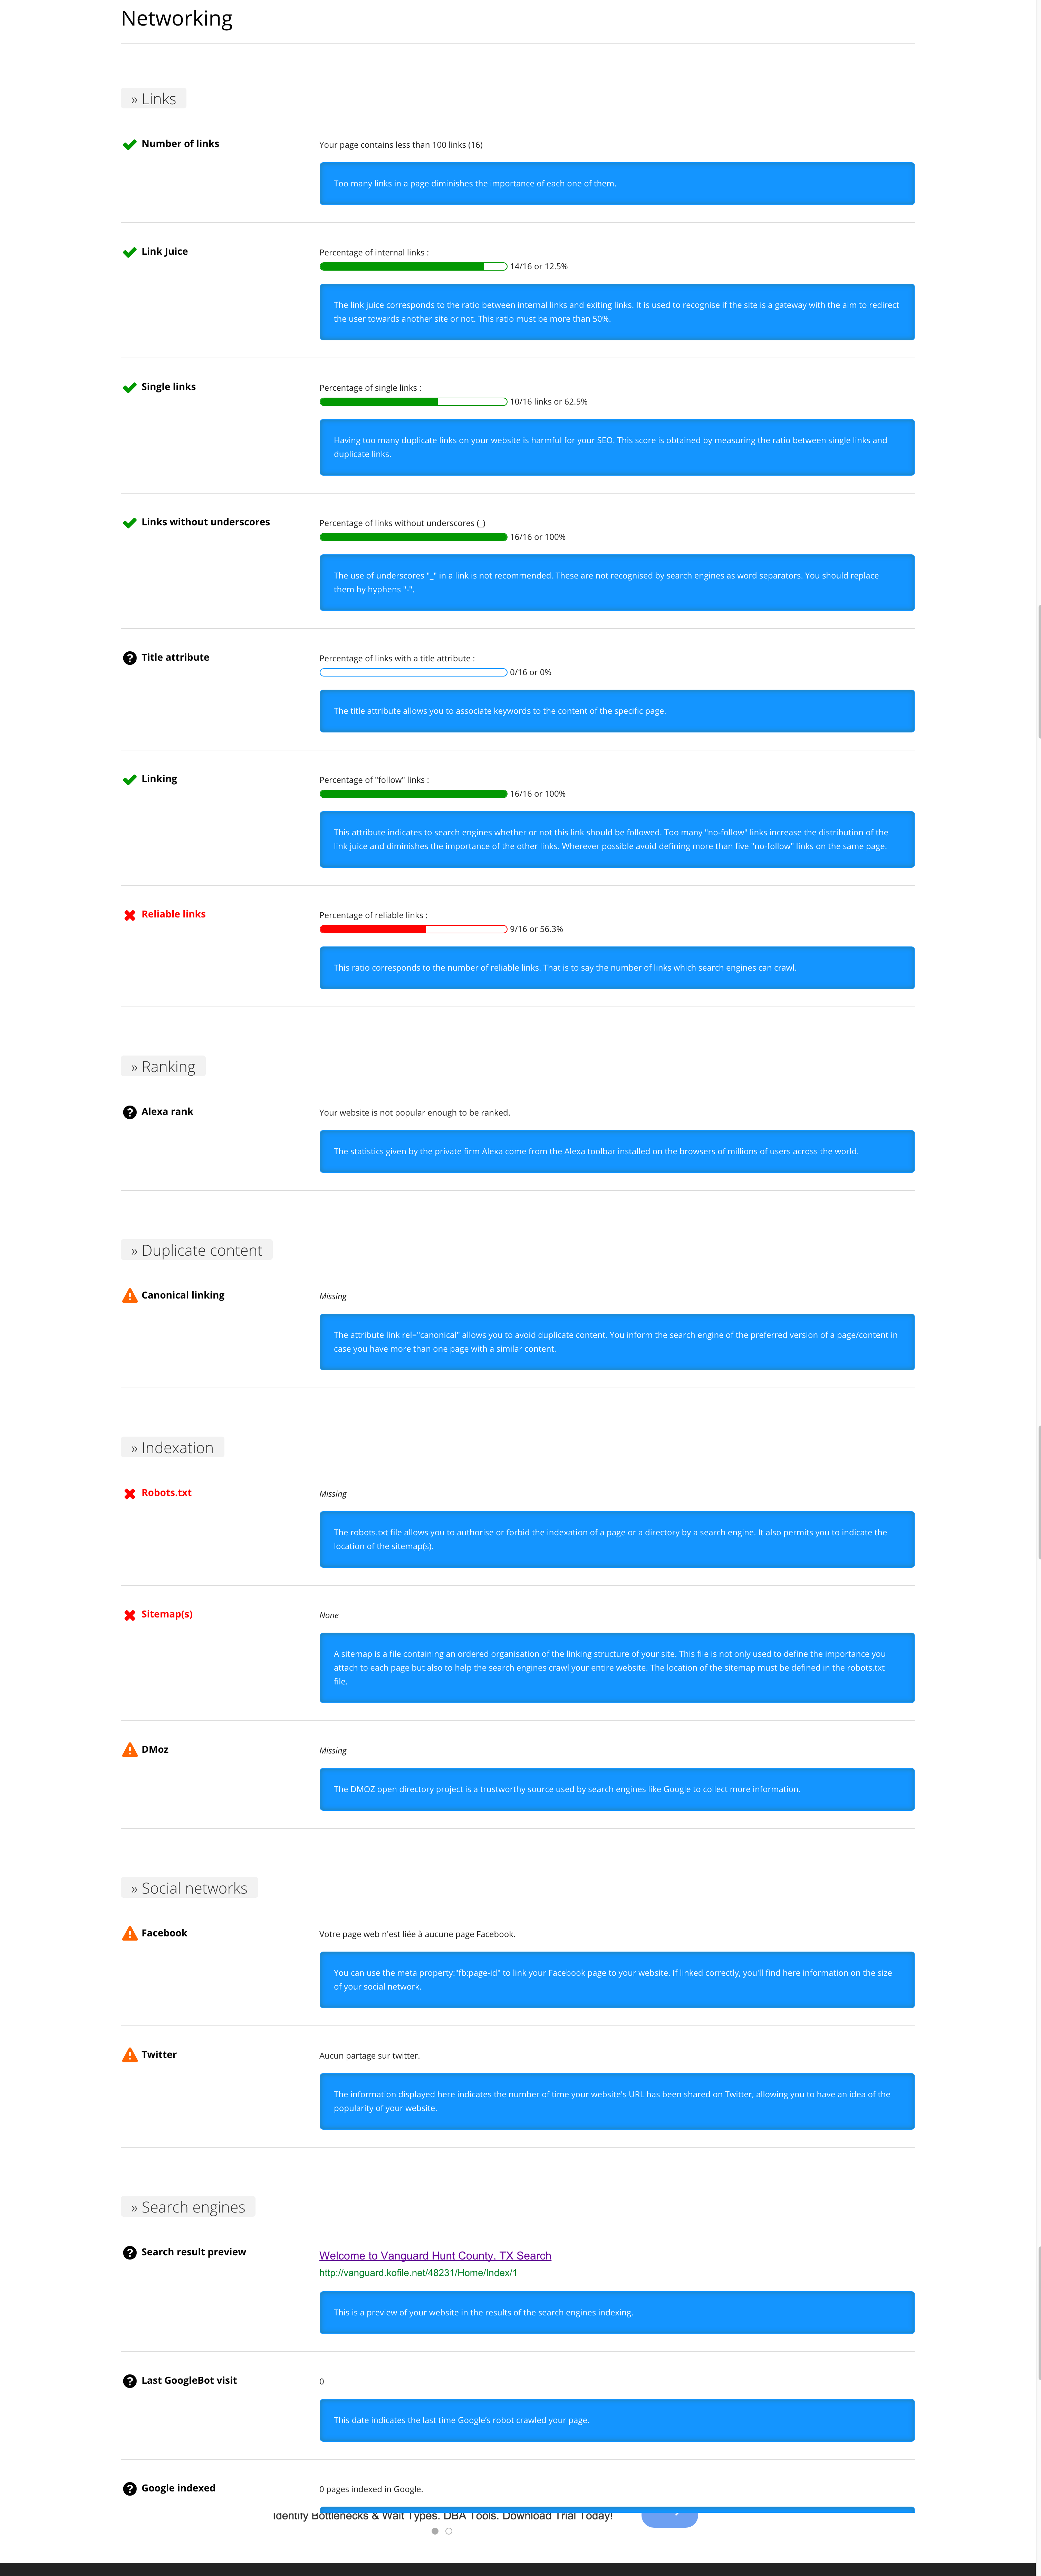 Networking
» Links
Number of links
Your page contains less than 100 links (16)
Too many links in a page diminishes the importance of each one of them.
Link Juice
Percentage of internal links :
14/16 or 12.5%
The link juice corresponds to the ratio between internal links and exiting links. It is used to recognise if the site is a gateway with the aim to redirect
the user towards another site or not. This ratio must be more than 50%.
Single links
Percentage of single links :
10/16 links or 62.5%
Having too many duplicate links on your website is harmful for your SEO. This score is obtained by measuring the ratio between single links and
duplicate links.
Links without underscores
Percentage of links without underscores (_)
16/16 or 100%
The use of underscores "_" in a link is not recommended. These are not recognised by search engines as word separators. You should replace
them by hyphens "-".
Title attribute
Percentage of links with a title attribute :
0/16 or 0%
The title attribute allows you to associate keywords to the content of the specific page.
Linking
Percentage of "follow" links :
16/16 or 100%
This attribute indicates to search engines whether or not this link should be followed. Too many "no-follow" links increase the distribution of the
link juice and diminishes the importance of the other links. Wherever possible avoid defining more than five "no-follow" links on the same page.
Reliable links
Percentage of reliable links :
9/16 or 56.3%
This ratio corresponds to the number of reliable links. That is to say the number of links which search engines can crawl.
» Ranking
Alexa rank
Your website is not popular enough to be ranked.
The statistics given by the private firm Alexa come from the Alexa toolbar installed on the browsers of millions of users across the world.
» Duplicate content
Canonical linking
Missing
The attribute link rel="canonical" allows you to avoid duplicate content. You inform the search engine of the preferred version of a page/content in
case you have more than one page with a similar content.
» Indexation
Robots.txt
Missing
The robots.txt file allows you to authorise or forbid the indexation of a page or a directory by a search engine. It also permits you to indicate the
location of the sitemap(s).
Sitemap(s)
None
A sitemap is a file containing an ordered organisation of the linking structure of your site. This file is not only used to define the importance you
attach to each page but also to help the search engines crawl your entire website. The location of the sitemap must be defined in the robots.txt
file.
DMoz
Missing
The DMOZ open directory project is a trustworthy source used by search engines like Google to collect more information.
» Social networks
Facebook
Votre page web n'est liée à aucune page Facebook.
You can use the meta property:"fb:page-id" to link your Facebook page to your website. If linked correctly, you'll find here information on the size
of your social network.
Twitter
Aucun partage sur twitter.
The information displayed here indicates the number of time your website's URL has been shared on Twitter, allowing you to have an idea of the
popularity of your website.
» Search engines
Search result preview
Welcome to Vanguard Hunt County, TX Search
http://vanguard.kofile.net/48231/Home/Index/1
This is a preview of your website in the results of the search engines indexing.
Last GoogleBot visit
0
This date indicates the last time Google's robot crawled your page.
Google indexed
0 pages indexed in Google.
Identify Bottlenecks & Wait Types. DBA Tools. Download Trial Today!